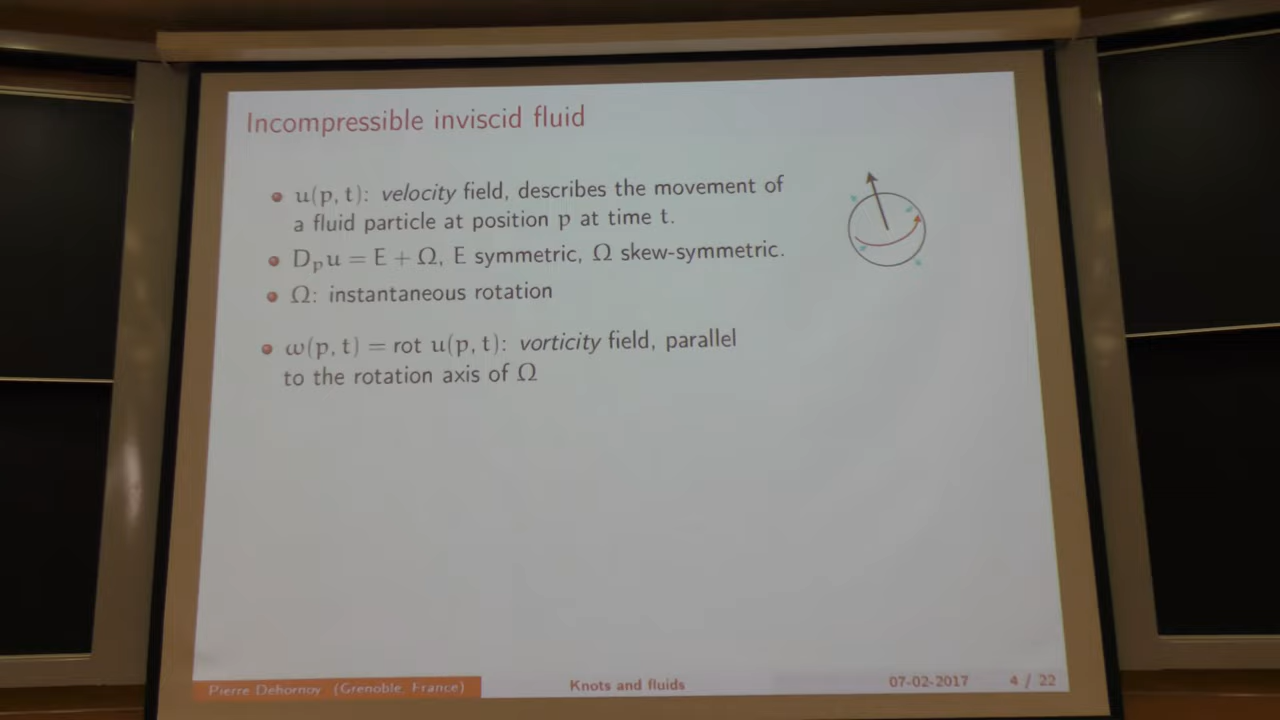 Incompressible inviscid fluid
u(p, t): velocity field, describes the movement of
a fluid particle at position p at time t.
Dₚu = E + Ω, E symmetric, Ω skew-symmetric.
Ω: instantaneous rotation
ω(p, t) = rot u(p, t): vorticity field, parallel
to the rotation axis of Ω
Pierre Dehornoy (Grenoble, France) Knots and fluids 07-02-2017 4 / 22